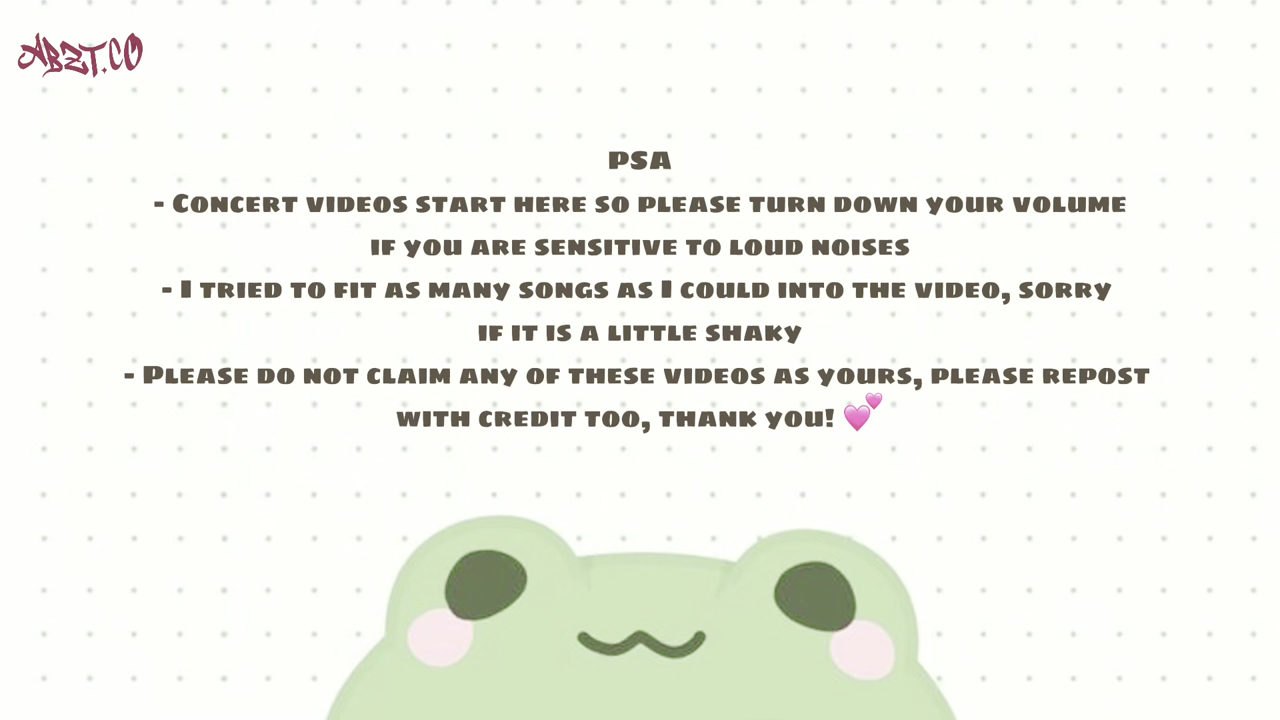 ABZT.CO
PSA
- Concert videos start here so please turn down your volume
if you are sensitive to loud noises
- I tried to fit as many songs as I could into the video, sorry
if it is a little shaky
- Please do not claim any of these videos as yours, please repost
with credit too, thank you! 💕